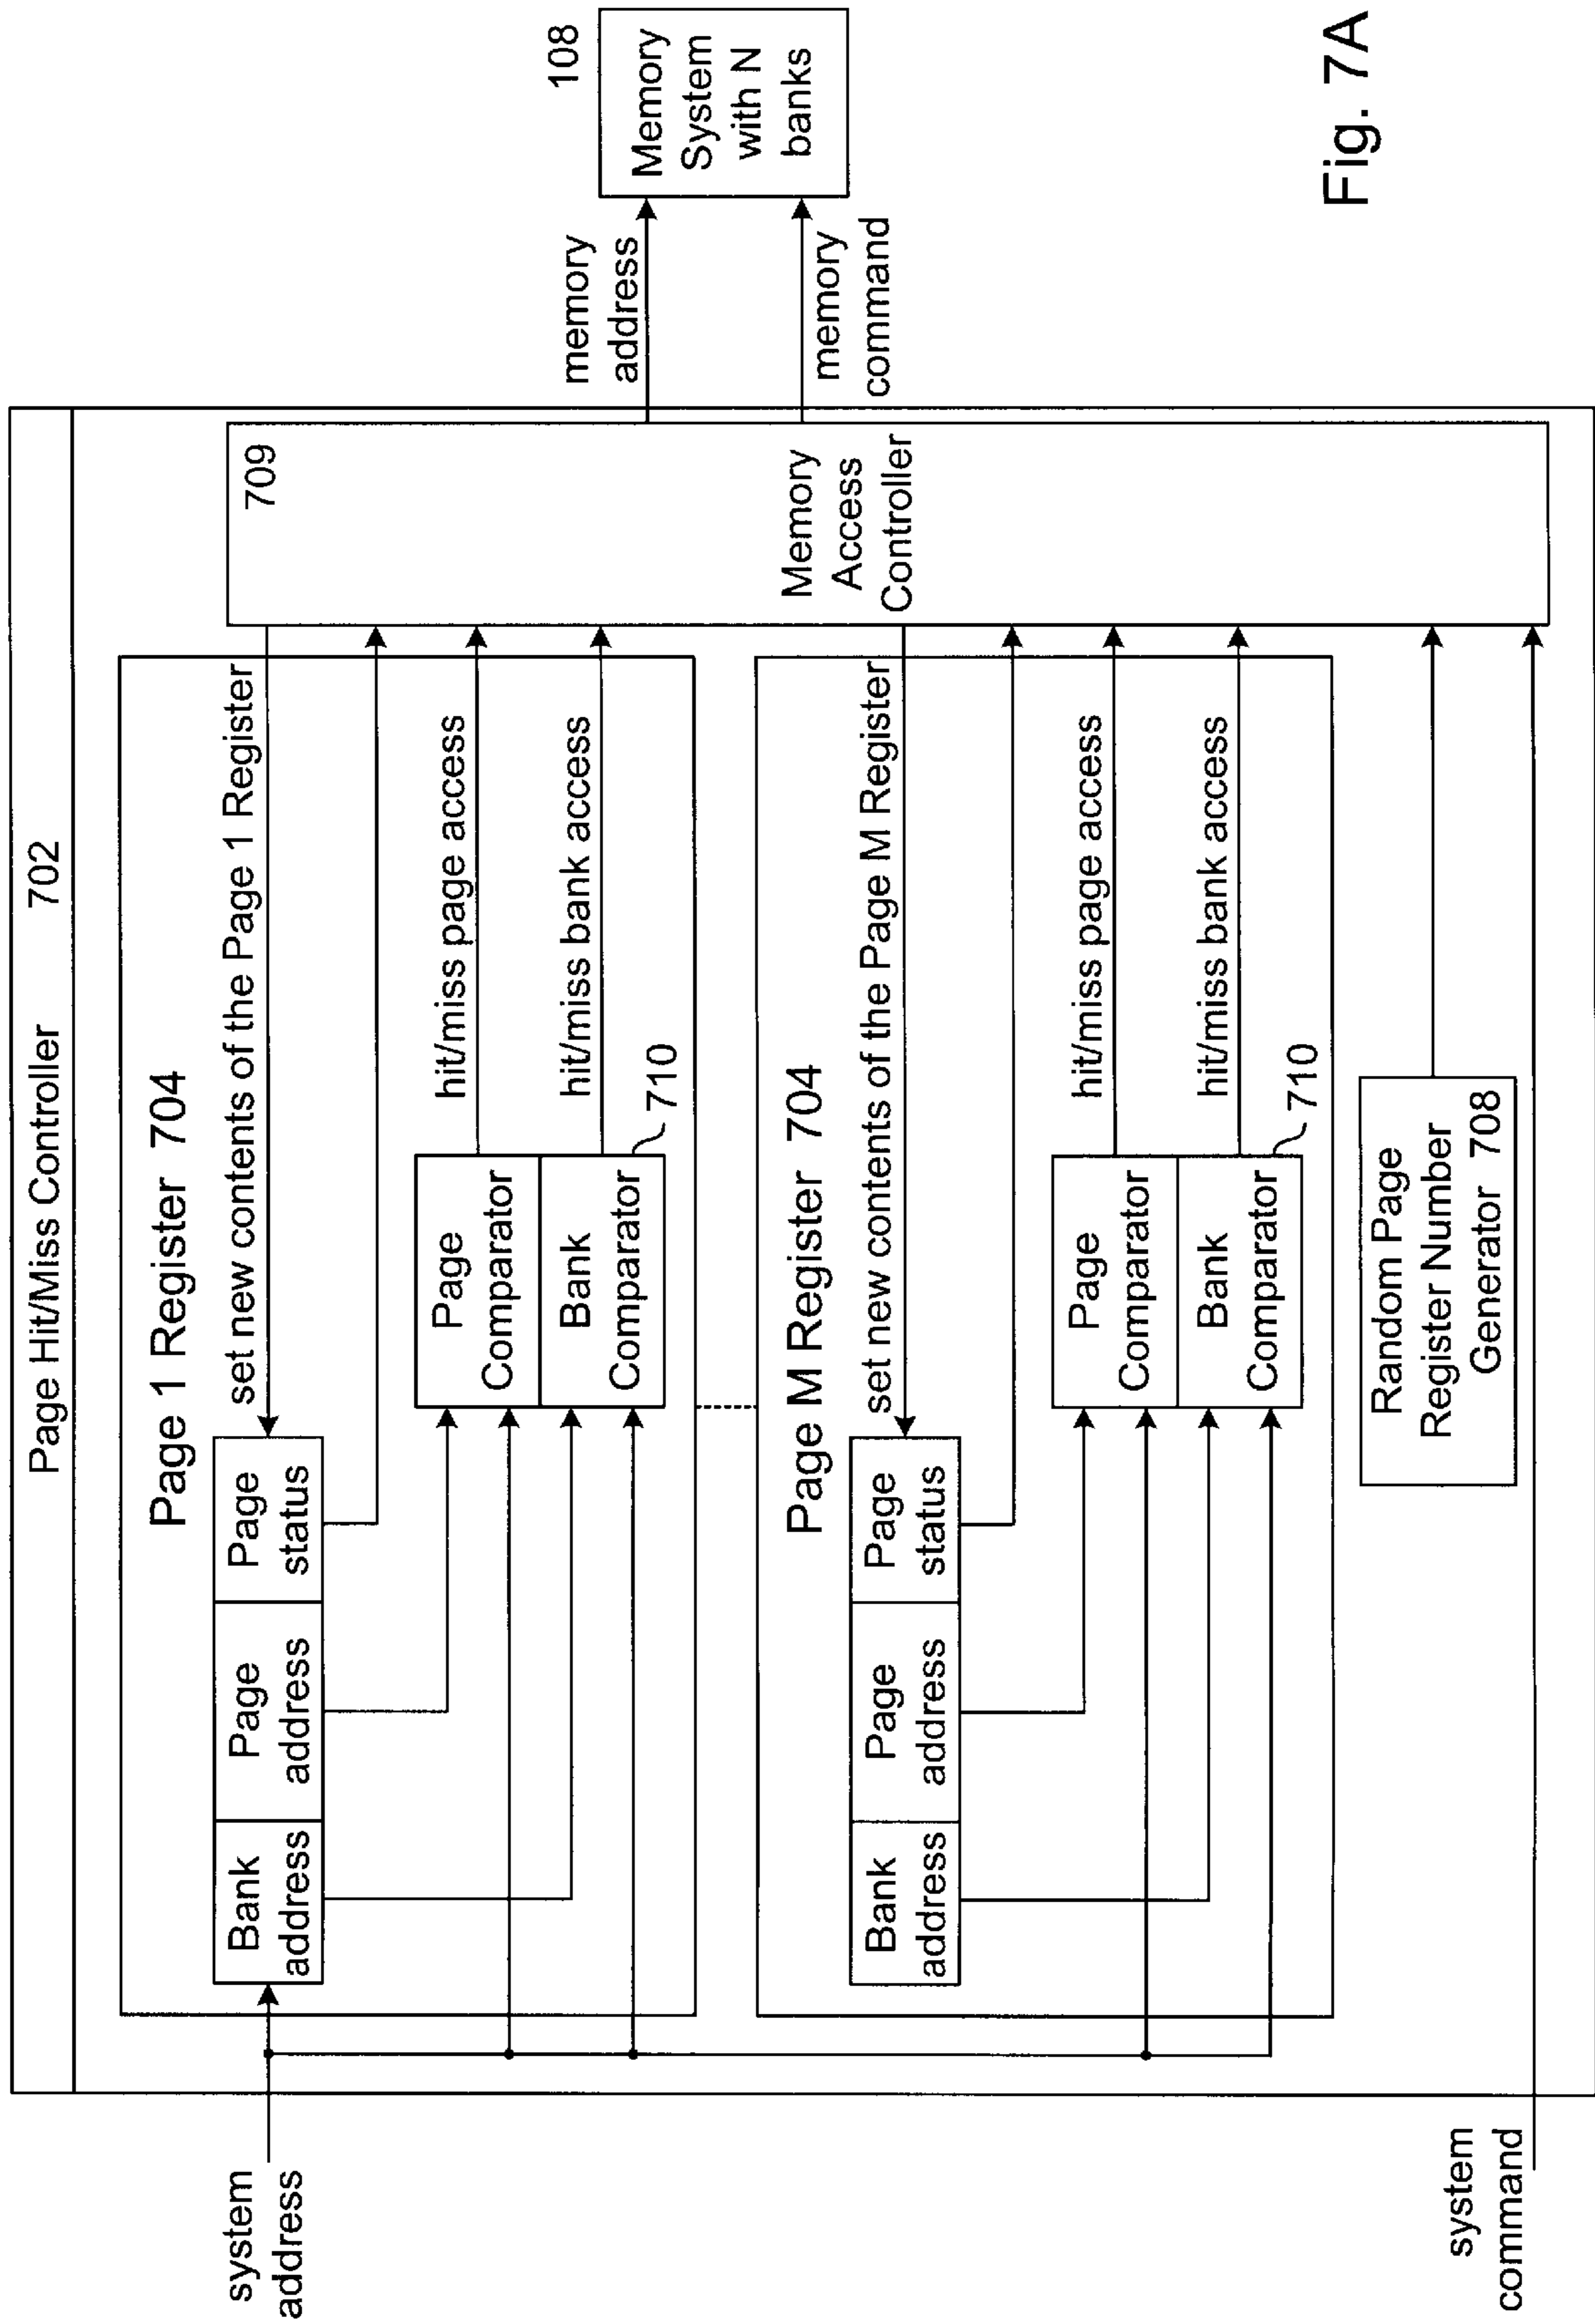 Page Hit/Miss Controller 702
system
address
Page 1 Register 704
set new contents of the Page 1 Register
Bank
address
Page
address
Page
status
Page
Comparator
Bank
Comparator
710
hit/miss page access
hit/miss bank access
Page M Register 704
set new contents of the Page M Register
Bank
address
Page
address
Page
status
Page
Comparator
Bank
Comparator
710
hit/miss page access
hit/miss bank access
Random Page
Register Number
Generator 708
system
command
709
Memory
Access
Controller
memory
address
memory
command
108
Memory
System
with N
banks
Fig. 7A